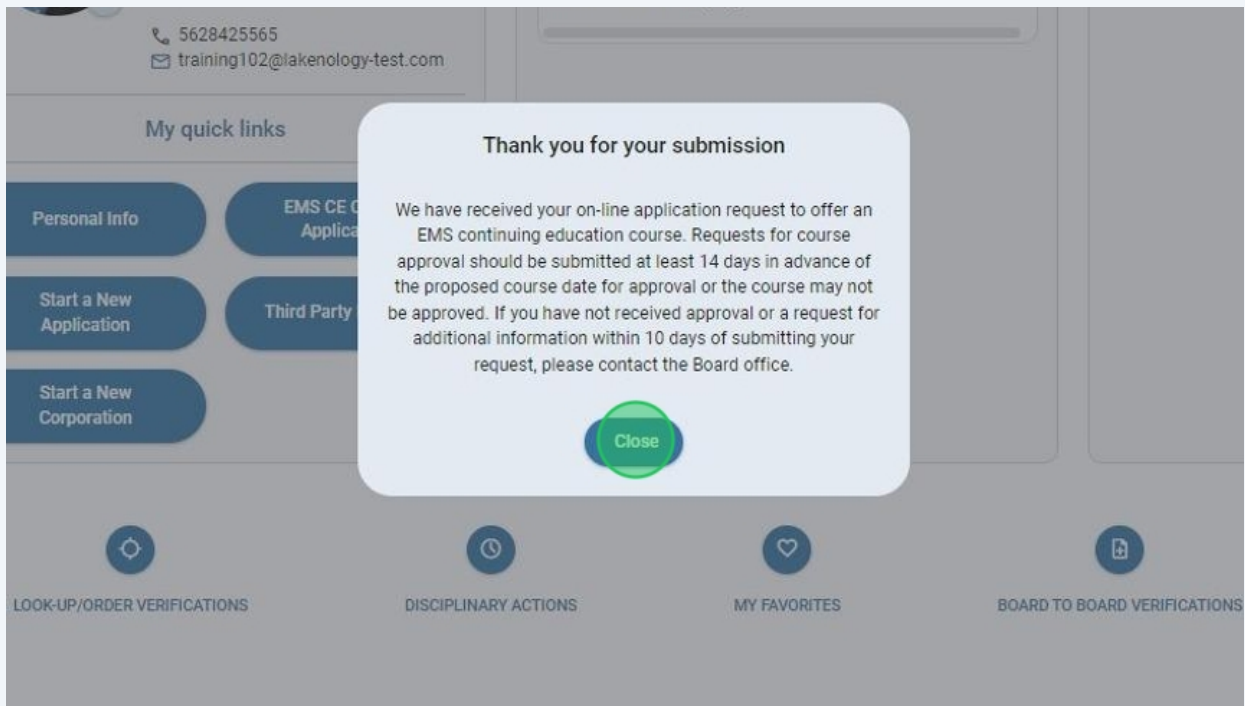 5628425565
training102@lakenology-test.com
My quick links
Personal Info
EMS CE
Applica
Start a New
Application
Third Party
Start a New
Corporation
Thank you for your submission
We have received your on-line application request to offer an
EMS continuing education course. Requests for course
approval should be submitted at least 14 days in advance of
the proposed course date for approval or the course may not
be approved. If you have not received approval or a request for
additional information within 10 days of submitting your
request, please contact the Board office.
Close
LOOK-UP/ORDER VERIFICATIONS
DISCIPLINARY ACTIONS
MY FAVORITES
BOARD TO BOARD VERIFICATIONS